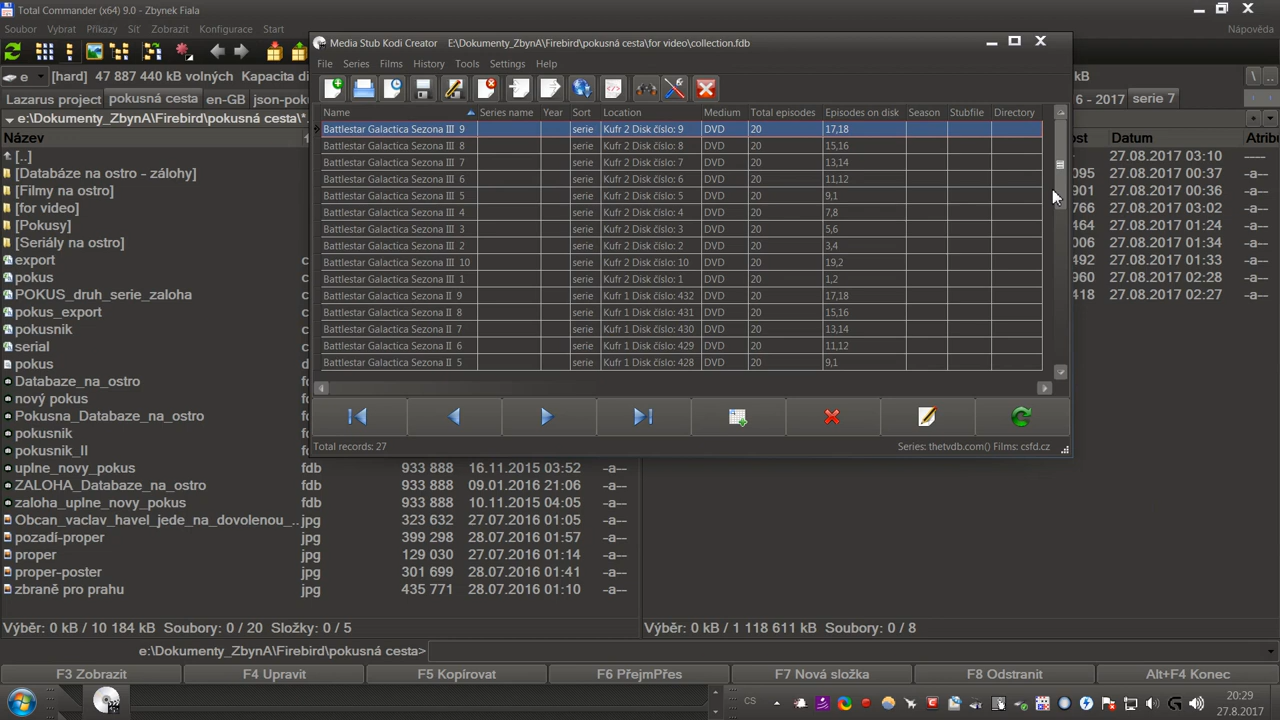 Total Commander (x64) 9.0 - Zbynek Fiala
Soubor Vybrat Příkazy Síť Zobrazit Konfigurace Start
Nápověda
e [hard] 47 887 440 kB volných Kapacita di
kB \ ..
Lazarus project pokusná cesta en-GB json-pok
6 - 2017 serie 7
e:\Dokumenty_ZbynA\Firebird\pokusná cesta\*.
Název
ost Datum Atribu
[..]
27.08.2017 03:10 ----
[Databáze na ostro - zálohy]
095 27.08.2017 00:37 -a--
[Filmy na ostro]
901 27.08.2017 00:36 -a--
[for video]
766 27.08.2017 03:02 -a--
[Pokusy]
418 27.08.2017 01:24 -a--
[Seriály na ostro]
006 27.08.2017 01:34 -a--
export
492 27.08.2017 01:33 -a--
pokus
960 27.08.2017 02:28 -a--
POKUS_druh_serie_zaloha
418 27.08.2017 02:27 -a--
pokus_export
pokusnik
serial
pokus
Databaze_na_ostro
nový pokus
Pokusna_Databaze_na_ostro
pokusnik
pokusnik_II
uplne_novy_pokus fdb 933 888 16.11.2015 03:52 -a--
ZALOHA_Databaze_na_ostro fdb 933 888 09.01.2016 21:06 -a--
zaloha_uplne_novy_pokus fdb 933 888 10.11.2015 04:05 -a--
Obcan_vaclav_havel_jede_na_dovolenou_... jpg 323 632 27.07.2016 01:05 -a--
pozadí-proper jpg 399 298 28.07.2016 01:57 -a--
proper jpg 129 030 27.07.2016 01:14 -a--
proper-poster jpg 301 699 28.07.2016 01:41 -a--
zbraně pro prahu jpg 435 771 28.07.2016 01:10 -a--
Výběr: 0 kB / 10 184 kB Soubory: 0 / 20 Složky: 0 / 5
Výběr: 0 kB / 1 118 611 kB Soubory: 0 / 8
e:\Dokumenty_ZbynA\Firebird\pokusná cesta>
F3 Zobrazit F4 Upravit F5 Kopírovat F6 PřejmPřes F7 Nová složka F8 Odstranit Alt+F4 Konec
CS
20:29
27.8.2017
Media Stub Kodi Creator - E:\Dokumenty_ZbynA\Firebird\pokusná cesta\for video\collection.fdb
File Series Films History Tools Settings Help
Name Series name Year Sort Location Medium Total episodes Episodes on disk Season Stubfile Directory
Battlestar Galactica Sezona III 9 serie Kufr 2 Disk číslo: 9 DVD 20 17,18
Battlestar Galactica Sezona III 8 serie Kufr 2 Disk číslo: 8 DVD 20 15,16
Battlestar Galactica Sezona III 7 serie Kufr 2 Disk číslo: 7 DVD 20 13,14
Battlestar Galactica Sezona III 6 serie Kufr 2 Disk číslo: 6 DVD 20 11,12
Battlestar Galactica Sezona III 5 serie Kufr 2 Disk číslo: 5 DVD 20 9,1
Battlestar Galactica Sezona III 4 serie Kufr 2 Disk číslo: 4 DVD 20 7,8
Battlestar Galactica Sezona III 3 serie Kufr 2 Disk číslo: 3 DVD 20 5,6
Battlestar Galactica Sezona III 2 serie Kufr 2 Disk číslo: 2 DVD 20 3,4
Battlestar Galactica Sezona III 10 serie Kufr 2 Disk číslo: 10 DVD 20 19,2
Battlestar Galactica Sezona III 1 serie Kufr 2 Disk číslo: 1 DVD 20 1,2
Battlestar Galactica Sezona II 9 serie Kufr 1 Disk číslo: 432 DVD 20 17,18
Battlestar Galactica Sezona II 8 serie Kufr 1 Disk číslo: 431 DVD 20 15,16
Battlestar Galactica Sezona II 7 serie Kufr 1 Disk číslo: 430 DVD 20 13,14
Battlestar Galactica Sezona II 6 serie Kufr 1 Disk číslo: 429 DVD 20 11,12
Battlestar Galactica Sezona II 5 serie Kufr 1 Disk číslo: 428 DVD 20 9,1
Total records: 27
Series: thetvdb.com() Films: csfd.cz